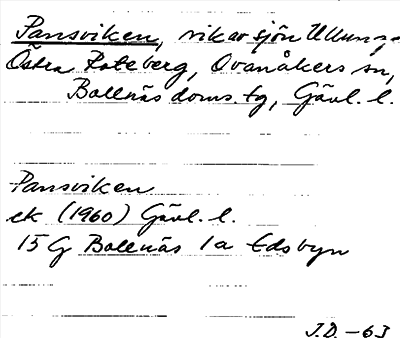 Pansviken, vik av sjön Ullungen
Östra Roteberg, Ovanåkers sn,
Bollnäs doms. tg, Gävl. l.
Pansviken
ek (1960) Gävl. l.
15 G Bollnäs 1a Edsbyn
J.D. -63